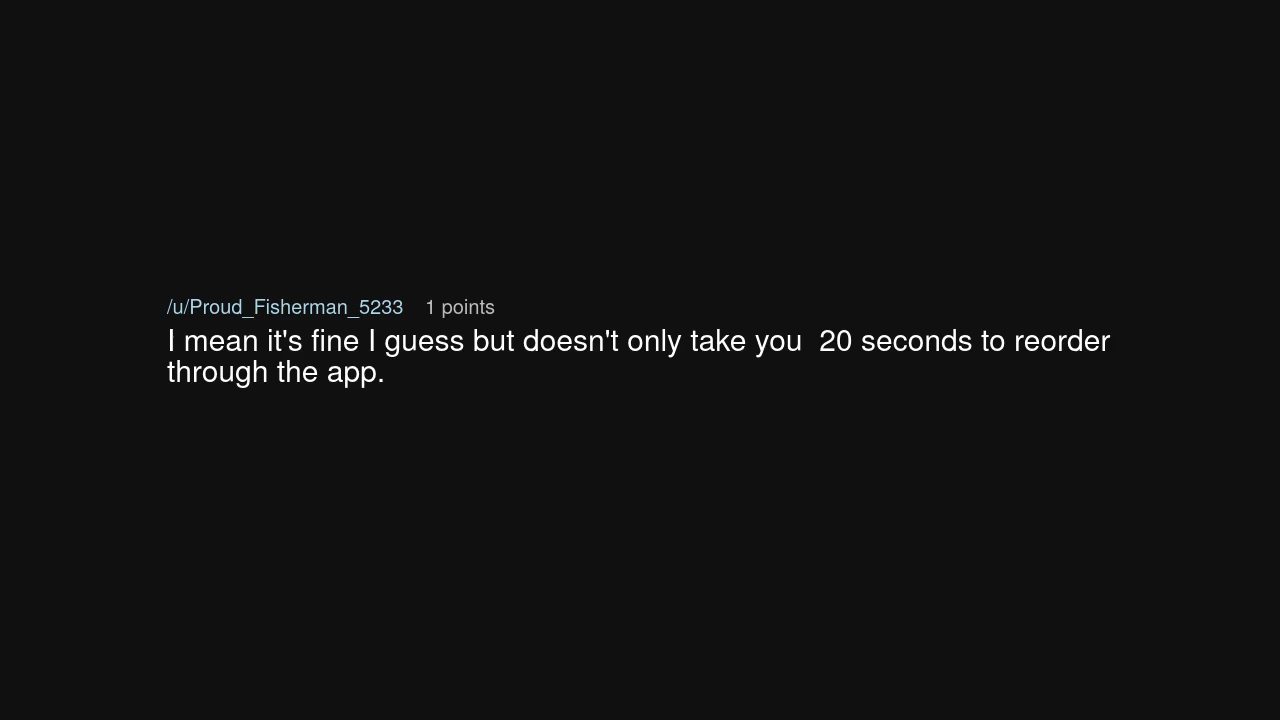 /u/Proud_Fisherman_5233 1 points
I mean it's fine I guess but doesn't only take you  20 seconds to reorder
through the app.